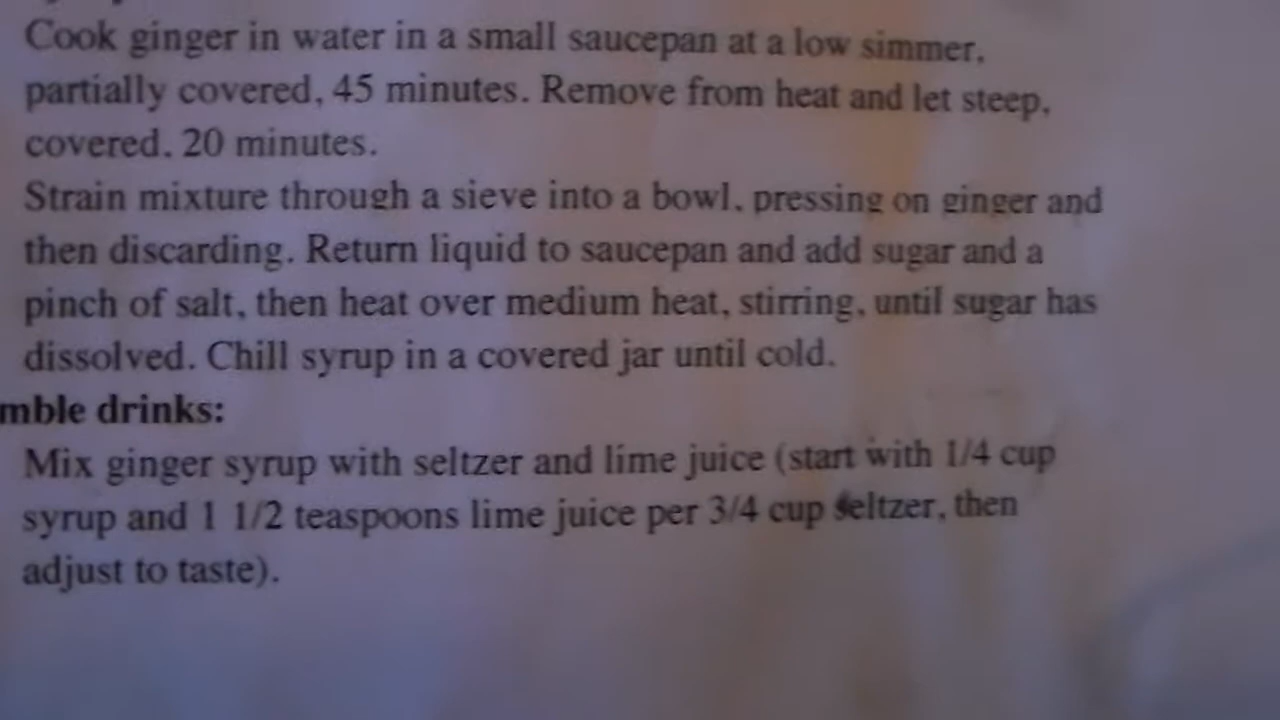 Cook ginger in water in a small saucepan at a low simmer,
partially covered, 45 minutes. Remove from heat and let steep,
covered, 20 minutes.
Strain mixture through a sieve into a bowl, pressing on ginger and
then discarding. Return liquid to saucepan and add sugar and a
pinch of salt, then heat over medium heat, stirring, until sugar has
dissolved. Chill syrup in a covered jar until cold.
mble drinks:
Mix ginger syrup with seltzer and lime juice (start with 1/4 cup
syrup and 1 1/2 teaspoons lime juice per 3/4 cup seltzer, then
adjust to taste).